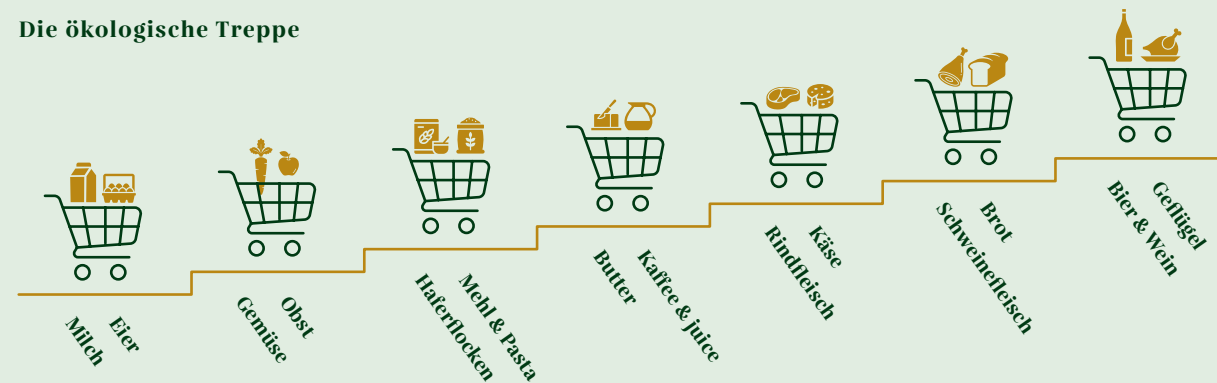 Die ökologische Treppe
Milch
Eier
Gemüse
Obst
Haferflocken
Mehl & Pasta
Butter
Kaffee & juice
Rindfleisch
Käse
Schweinefleisch
Brot
Bier & Wein
Geflügel